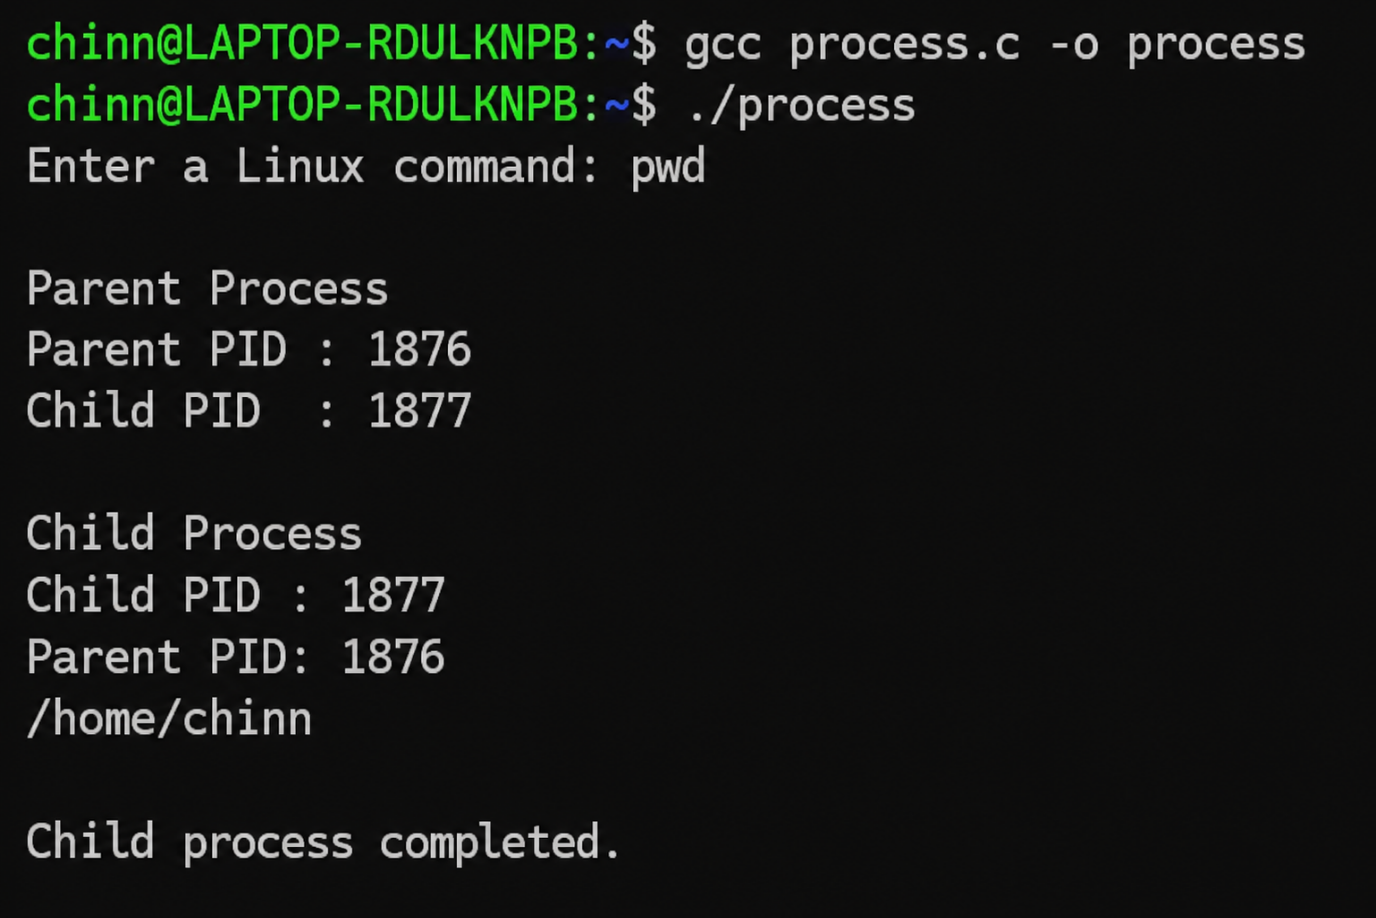 chinn@LAPTOP-RDULKNPB:~$ gcc process.c -o process
chinn@LAPTOP-RDULKNPB:~$ ./process
Enter a Linux command: pwd

Parent Process
Parent PID : 1876
Child PID  : 1877

Child Process
Child PID : 1877
Parent PID: 1876
/home/chinn

Child process completed.